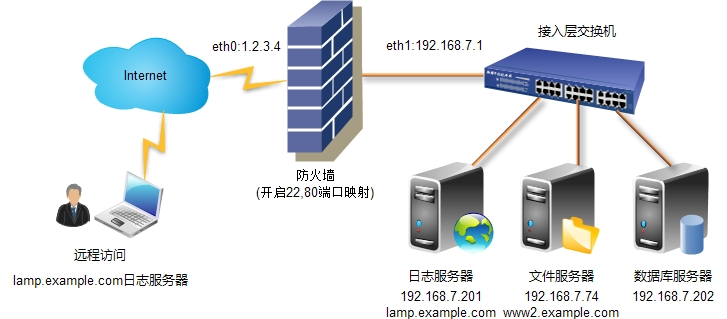 接入层交换机
eth0:1.2.3.4
eth1:192.168.7.1
Internet
NETGEAR
防火墙
(开启22,80端口映射)
远程访问
lamp.example.com日志服务器
日志服务器
192.168.7.201
lamp.example.com
文件服务器
192.168.7.74
www2.example.com
数据库服务器
192.168.7.202